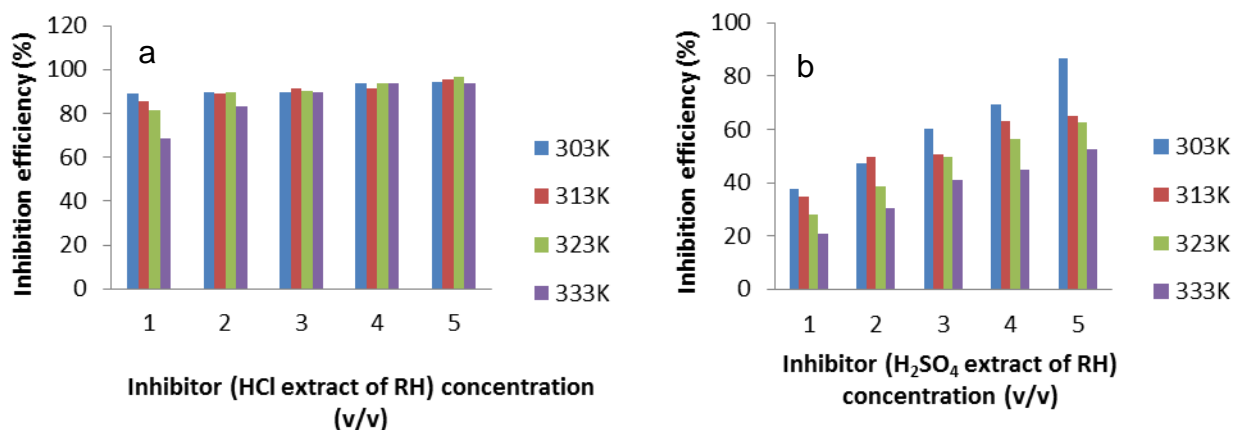 a
Inhibition efficiency (%)
120
100
80
60
40
20
0
1 2 3 4 5
Inhibitor (HCl extract of RH) concentration
(v/v)
303K
313K
323K
333K
b
Inhibition efficiency (%)
100
80
60
40
20
0
1 2 3 4 5
Inhibitor (H₂SO₄ extract of RH)
concentration (v/v)
303K
313K
323K
333K